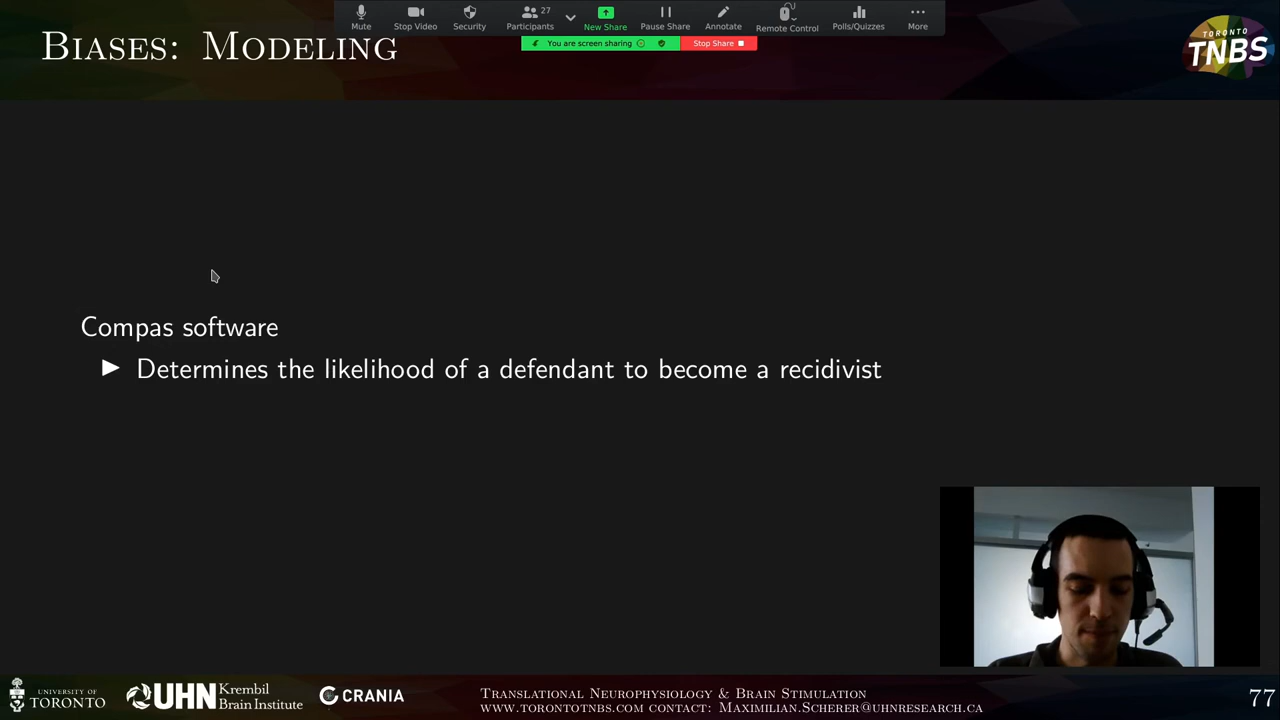 Mute
Stop Video
Security
Participants
27
New Share
Pause Share
Annotate
Remote Control
Polls/Quizzes
More
You are screen sharing
Stop Share
Biases: Modeling
TORONTO
TNBS
Compas software
Determines the likelihood of a defendant to become a recidivist
UNIVERSITY OF
TORONTO
UHN
Krembil
Brain Institute
CRANIA
Translational Neurophysiology & Brain Stimulation
www.torontotnbs.com contact: Maximilian.Scherer@uhnresearch.ca
77